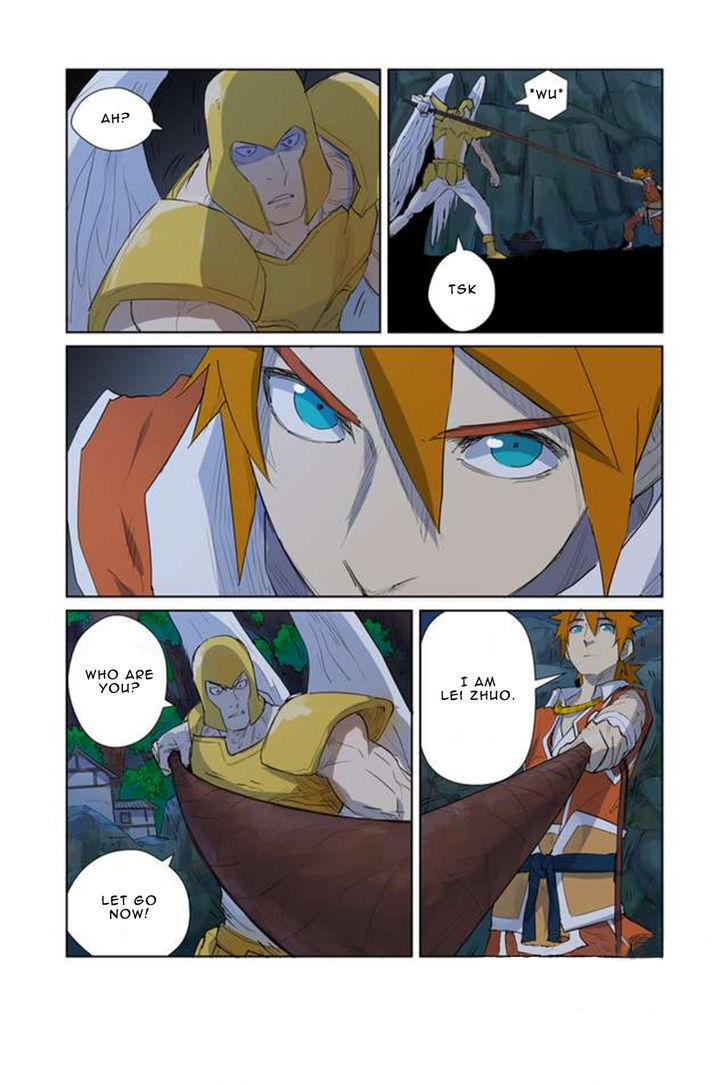 AH?
*WU*
TSK
WHO ARE
YOU?
LET GO
NOW!
I AM
LEI ZHUO.